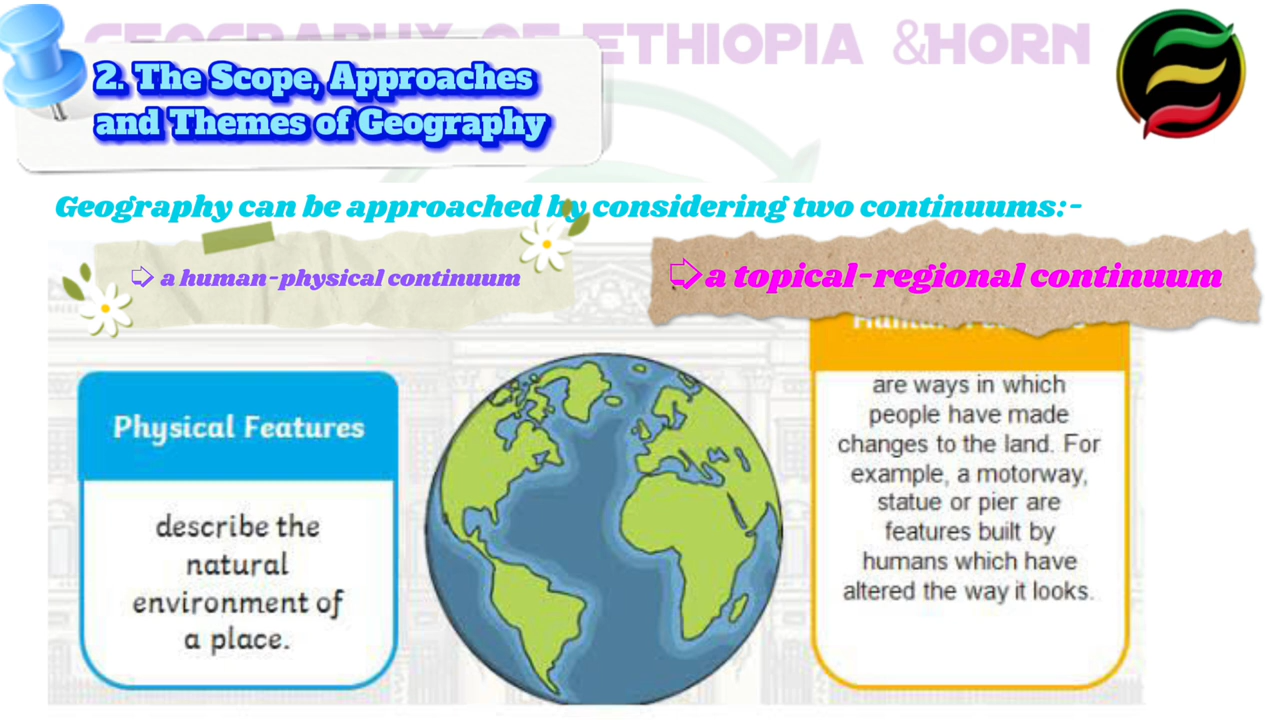 GEOGRAPHY OF ETHIOPIA &HORN
2. The Scope, Approaches
and Themes of Geography
Geography can be approached by considering two continuums:-
a human-physical continuum
a topical-regional continuum
Physical Features
describe the
natural
environment of
a place.
Human Features
are ways in which
people have made
changes to the land. For
example, a motorway,
statue or pier are
features built by
humans which have
altered the way it looks.